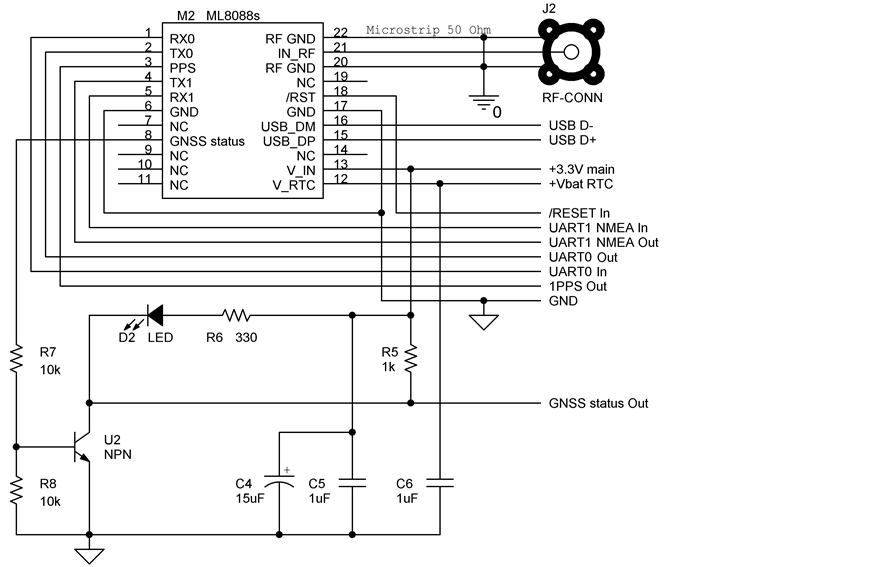 M2 ML8088s
J2
Microstrip 50 Ohm
1 RX0 RF GND 22
2 TX0 IN_RF 21
3 PPS RF GND 20
4 TX1 NC 19
5 RX1 /RST 18
6 GND GND 17
7 NC USB_DM 16
8 GNSS status USB_DP 15
9 NC NC 14
10 NC V_IN 13
11 NC V_RTC 12
0
RF-CONN
USB D-
USB D+
+3.3V main
+Vbat RTC
/RESET In
UART1 NMEA In
UART1 NMEA Out
UART0 Out
UART0 In
1PPS Out
GND
D2 LED
R6 330
R7
10k
R5
1k
GNSS status Out
U2
NPN
R8
10k
C4
15uF
+
C5
1uF
C6
1uF